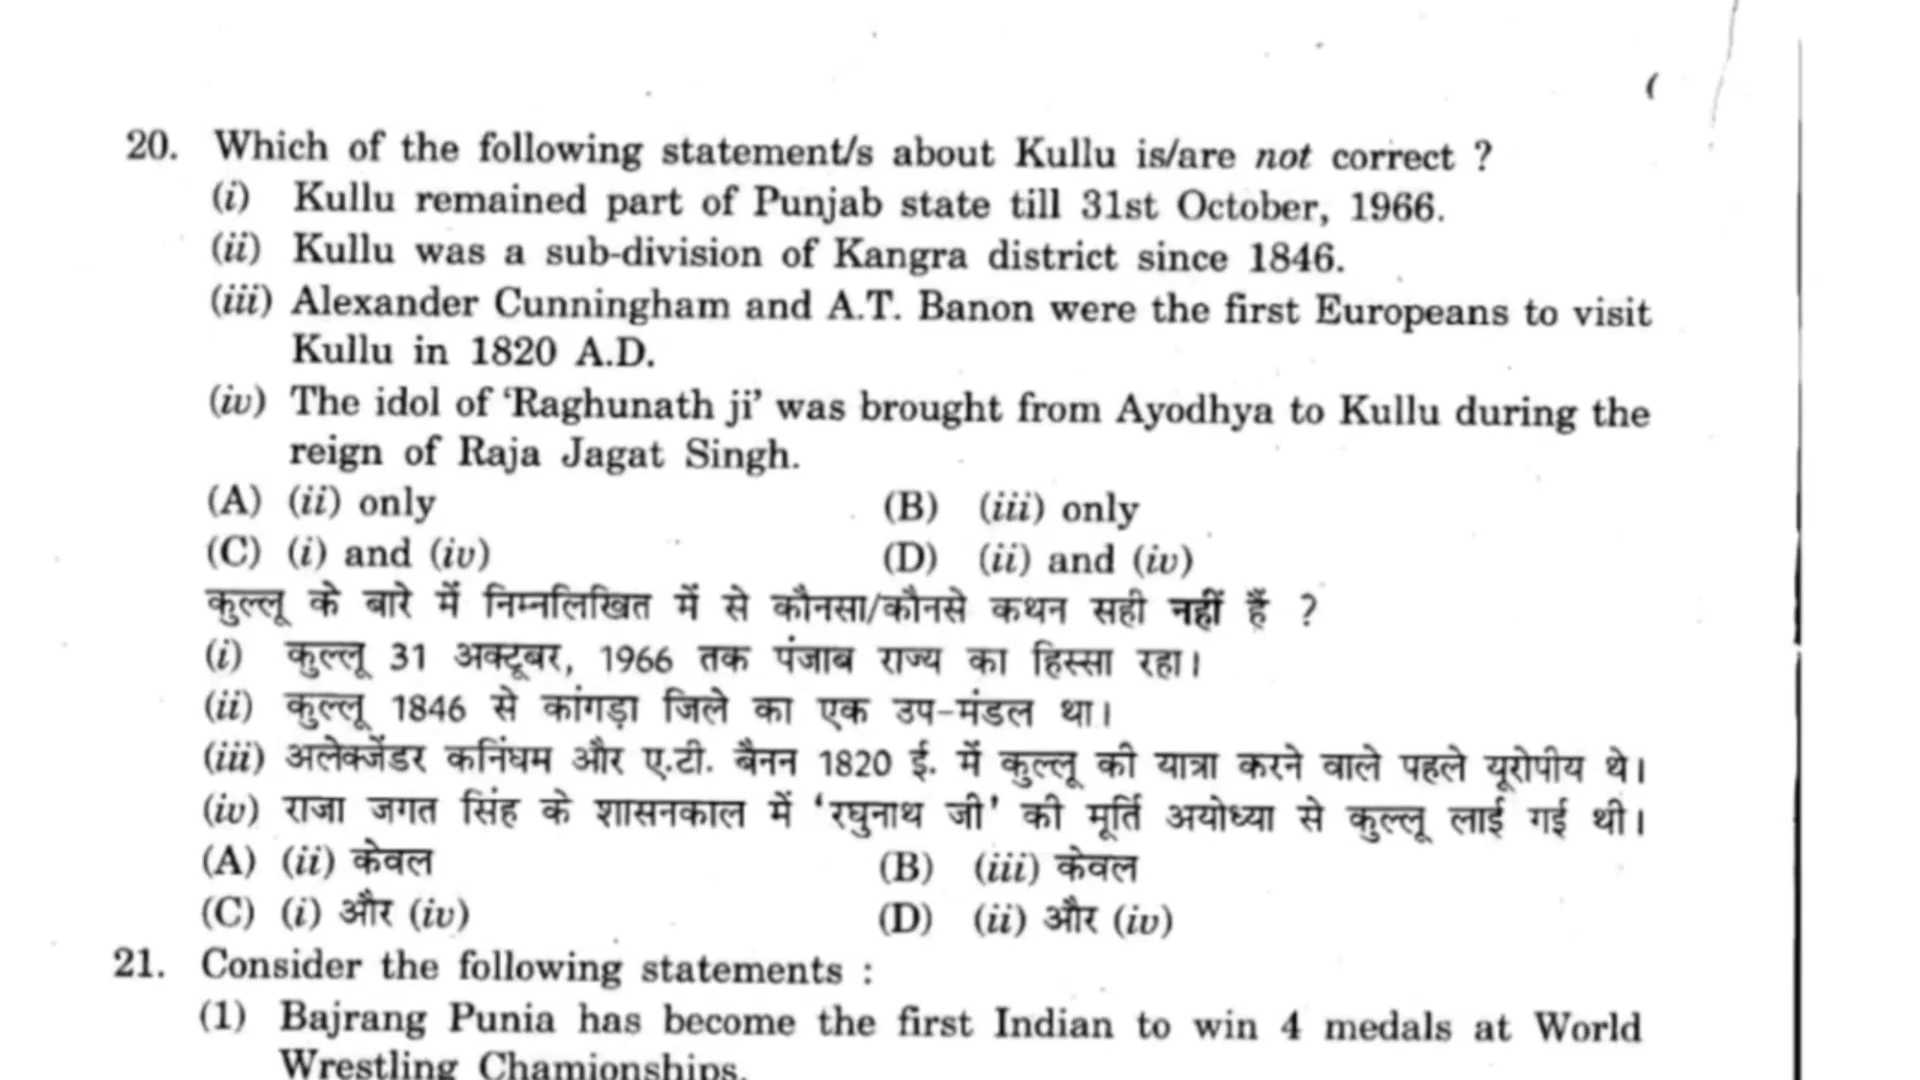 20. Which of the following statement/s about Kullu is/are not correct ?
(i) Kullu remained part of Punjab state till 31st October, 1966.
(ii) Kullu was a sub-division of Kangra district since 1846.
(iii) Alexander Cunningham and A.T. Banon were the first Europeans to visit
Kullu in 1820 A.D.
(iv) The idol of ‘Raghunath ji’ was brought from Ayodhya to Kullu during the
reign of Raja Jagat Singh.
(A) (ii) only (B) (iii) only
(C) (i) and (iv) (D) (ii) and (iv)
कुल्लू के बारे में निम्नलिखित में से कौनसा/कौनसे कथन सही नहीं हैं ?
(i) कुल्लू 31 अक्टूबर, 1966 तक पंजाब राज्य का हिस्सा रहा।
(ii) कुल्लू 1846 से कांगड़ा जिले का एक उप-मंडल था।
(iii) अलेक्जेंडर कनिंघम और ए.टी. बैनन 1820 ई. में कुल्लू की यात्रा करने वाले पहले यूरोपीय थे।
(iv) राजा जगत सिंह के शासनकाल में ‘रघुनाथ जी’ की मूर्ति अयोध्या से कुल्लू लाई गई थी।
(A) (ii) केवल (B) (iii) केवल
(C) (i) और (iv) (D) (ii) और (iv)
21. Consider the following statements :
(1) Bajrang Punia has become the first Indian to win 4 medals at World
Wrestling Chamionships.